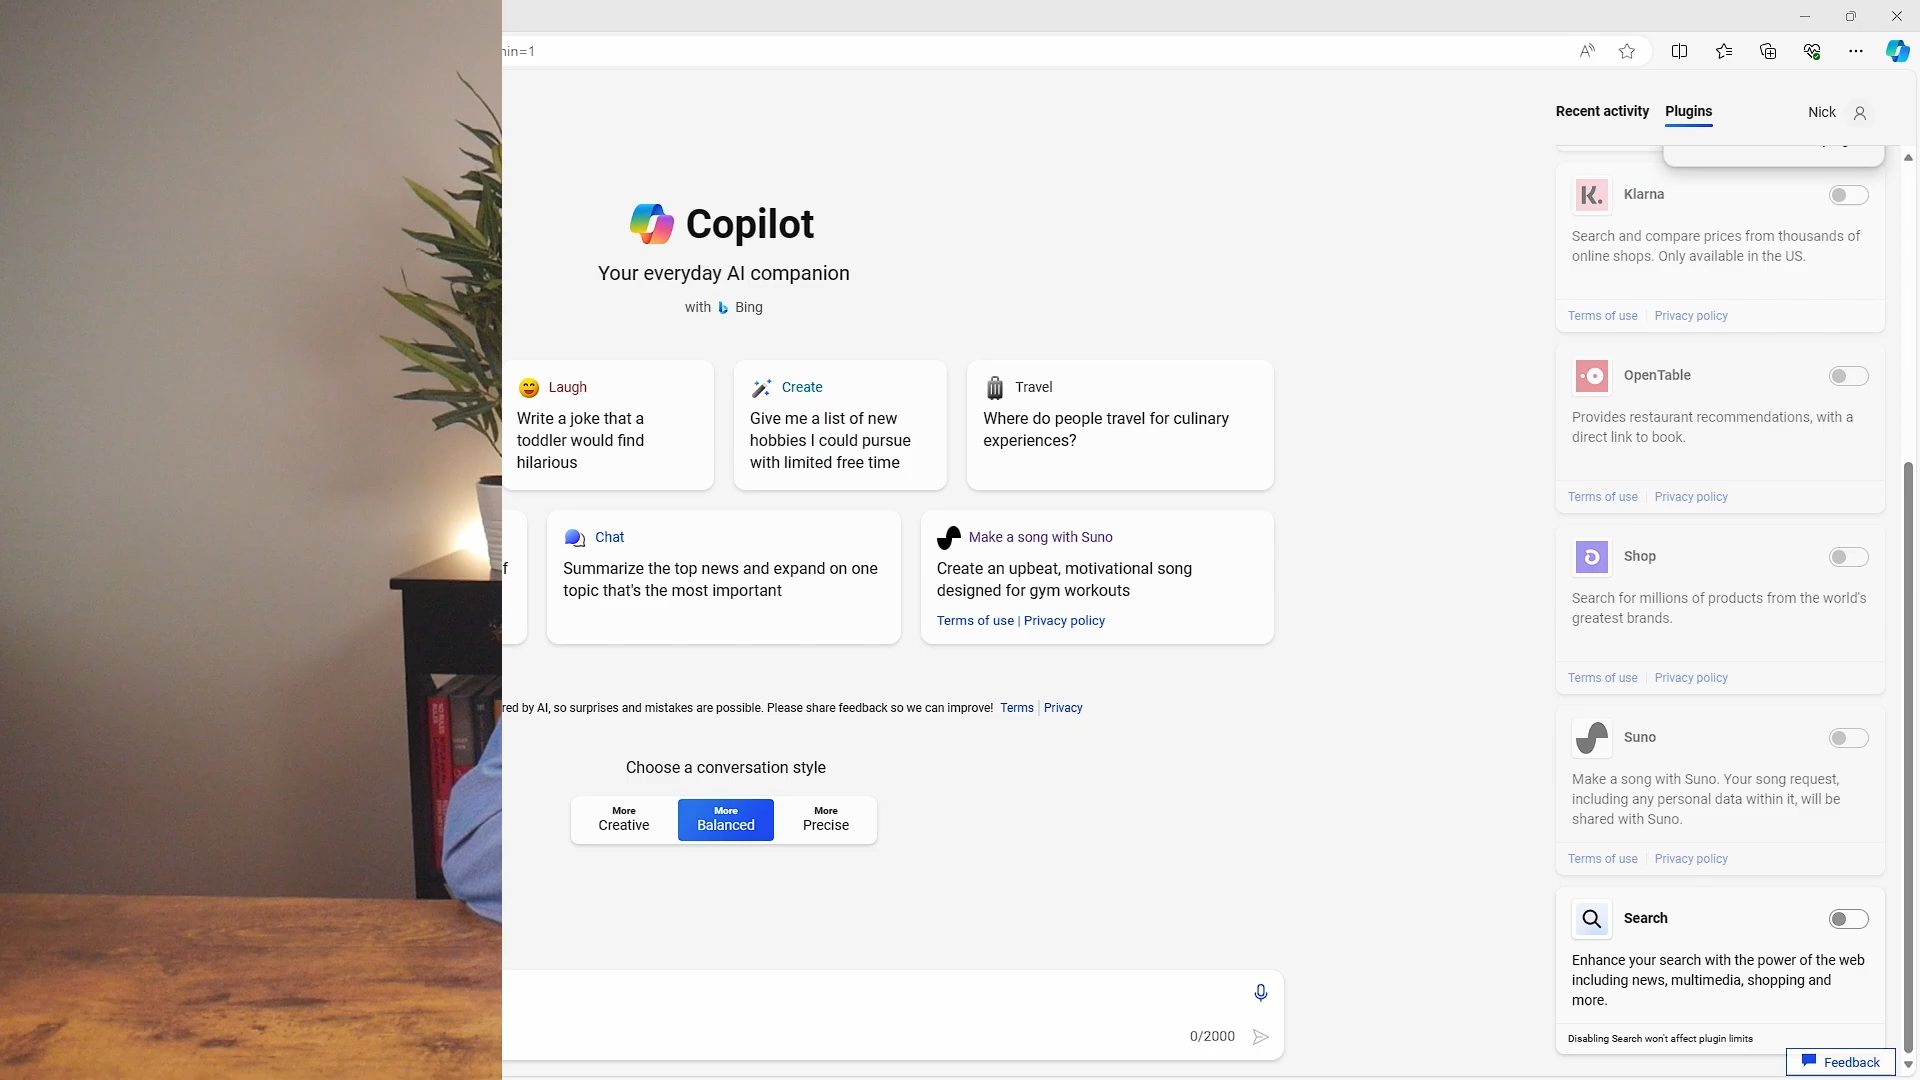 in=1
Recent activity
Plugins
Nick
Copilot
Your everyday AI companion
with Bing
Laugh
Write a joke that a
toddler would find
hilarious
Create
Give me a list of new
hobbies I could pursue
with limited free time
Travel
Where do people travel for culinary
experiences?
f
Chat
Summarize the top news and expand on one
topic that's the most important
Make a song with Suno
Create an upbeat, motivational song
designed for gym workouts
Terms of use | Privacy policy
red by AI, so surprises and mistakes are possible. Please share feedback so we can improve! Terms Privacy
Choose a conversation style
More
Creative
More
Balanced
More
Precise
0/2000
K.
Klarna
Search and compare prices from thousands of
online shops. Only available in the US.
Terms of use Privacy policy
OpenTable
Provides restaurant recommendations, with a
direct link to book.
Terms of use Privacy policy
Shop
Search for millions of products from the world's
greatest brands.
Terms of use Privacy policy
Suno
Make a song with Suno. Your song request,
including any personal data within it, will be
shared with Suno.
Terms of use Privacy policy
Search
Enhance your search with the power of the web
including news, multimedia, shopping and
more.
Disabling Search won't affect plugin limits
Feedback